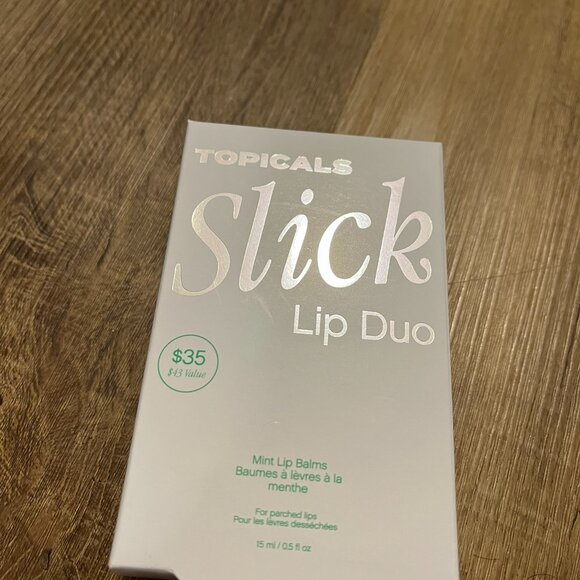 TOPICALS
Slick
Lip Duo
$35
$43 Value
Mint Lip Balms
Baumes à lèvres à la
menthe
For parched lips
Pour les lèvres desséchées
15 ml / 0.5 fl oz